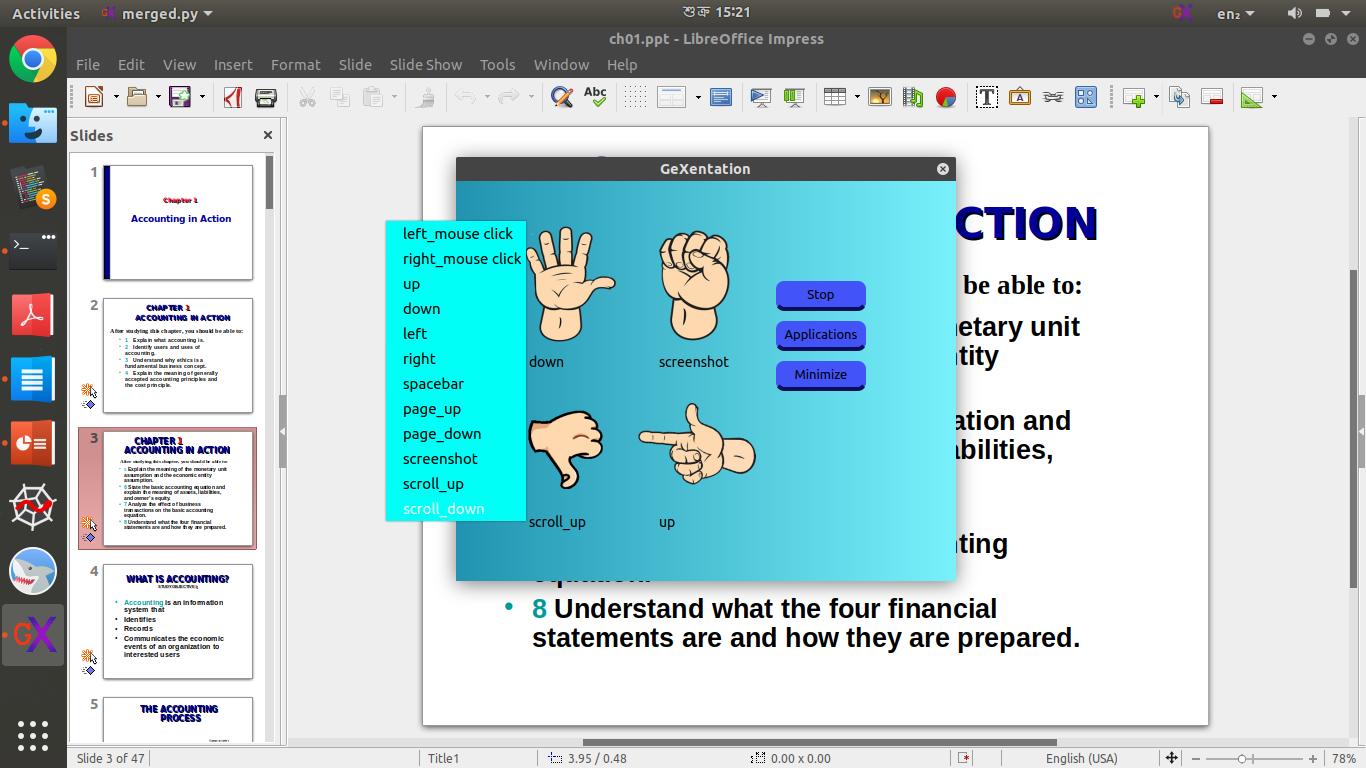 Activities
merged.py
শুক্র 15:21
en₂
ch01.ppt - LibreOffice Impress
File Edit View Insert Format Slide Slide Show Tools Window Help
Abc
Slides
1
Chapter 1
Accounting in Action
2
CHAPTER 1
ACCOUNTING IN ACTION
After studying this chapter, you should be able to:
1 Explain what accounting is.
2 Identify users and uses of
accounting.
3 Understand why ethics is a
fundamental business concept.
4 Explain the meaning of generally
accepted accounting principles and
the cost principle.
3
CHAPTER 1
ACCOUNTING IN ACTION
After studying this chapter, you should be able to:
5 Explain the meaning of the monetary unit
assumption and the economic entity
assumption.
6 State the basic accounting equation and
explain the meaning of assets, liabilities,
and owner's equity.
7 Analyze the effect of business
transactions on the basic accounting
equation.
8 Understand what the four financial
statements are and how they are prepared.
4
WHAT IS ACCOUNTING?
STUDY OBJECTIVE 1
Accounting is an information
system that
Identifies
Records
Communicates the economic
events of an organization to
interested users
5
THE ACCOUNTING
PROCESS
GeXentation
left_mouse click
right_mouse click
up
down
left
right
spacebar
page_up
page_down
screenshot
scroll_up
scroll_down
down
screenshot
scroll_up
up
Stop
Applications
Minimize
CTION
be able to:
etary unit
tity
ation and
abilities,
ting
• 8 Understand what the four financial
statements are and how they are prepared.
GX
Slide 3 of 47
Title1
3.95 / 0.48
0.00 x 0.00
English (USA)
78%